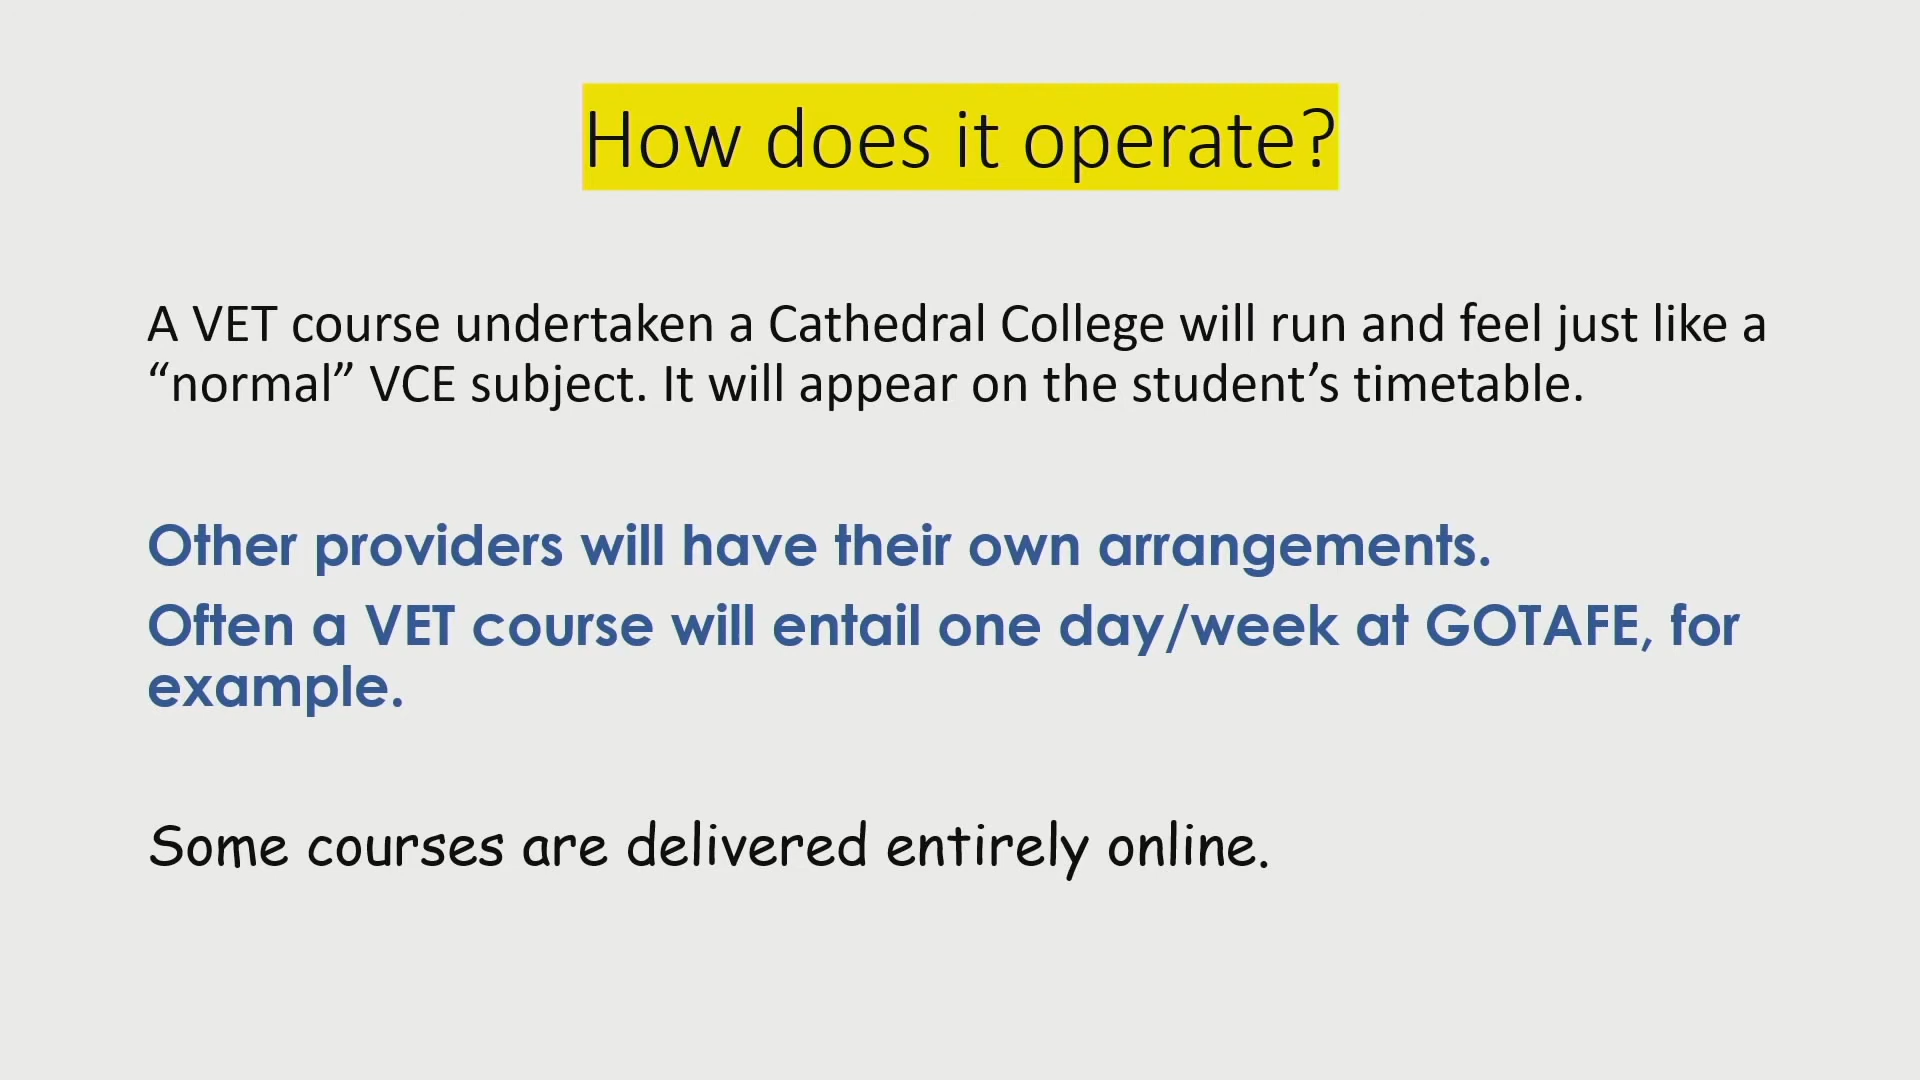 How does it operate?
A VET course undertaken a Cathedral College will run and feel just like a
“normal” VCE subject. It will appear on the student’s timetable.
Other providers will have their own arrangements.
Often a VET course will entail one day/week at GOTAFE, for
example.
Some courses are delivered entirely online.